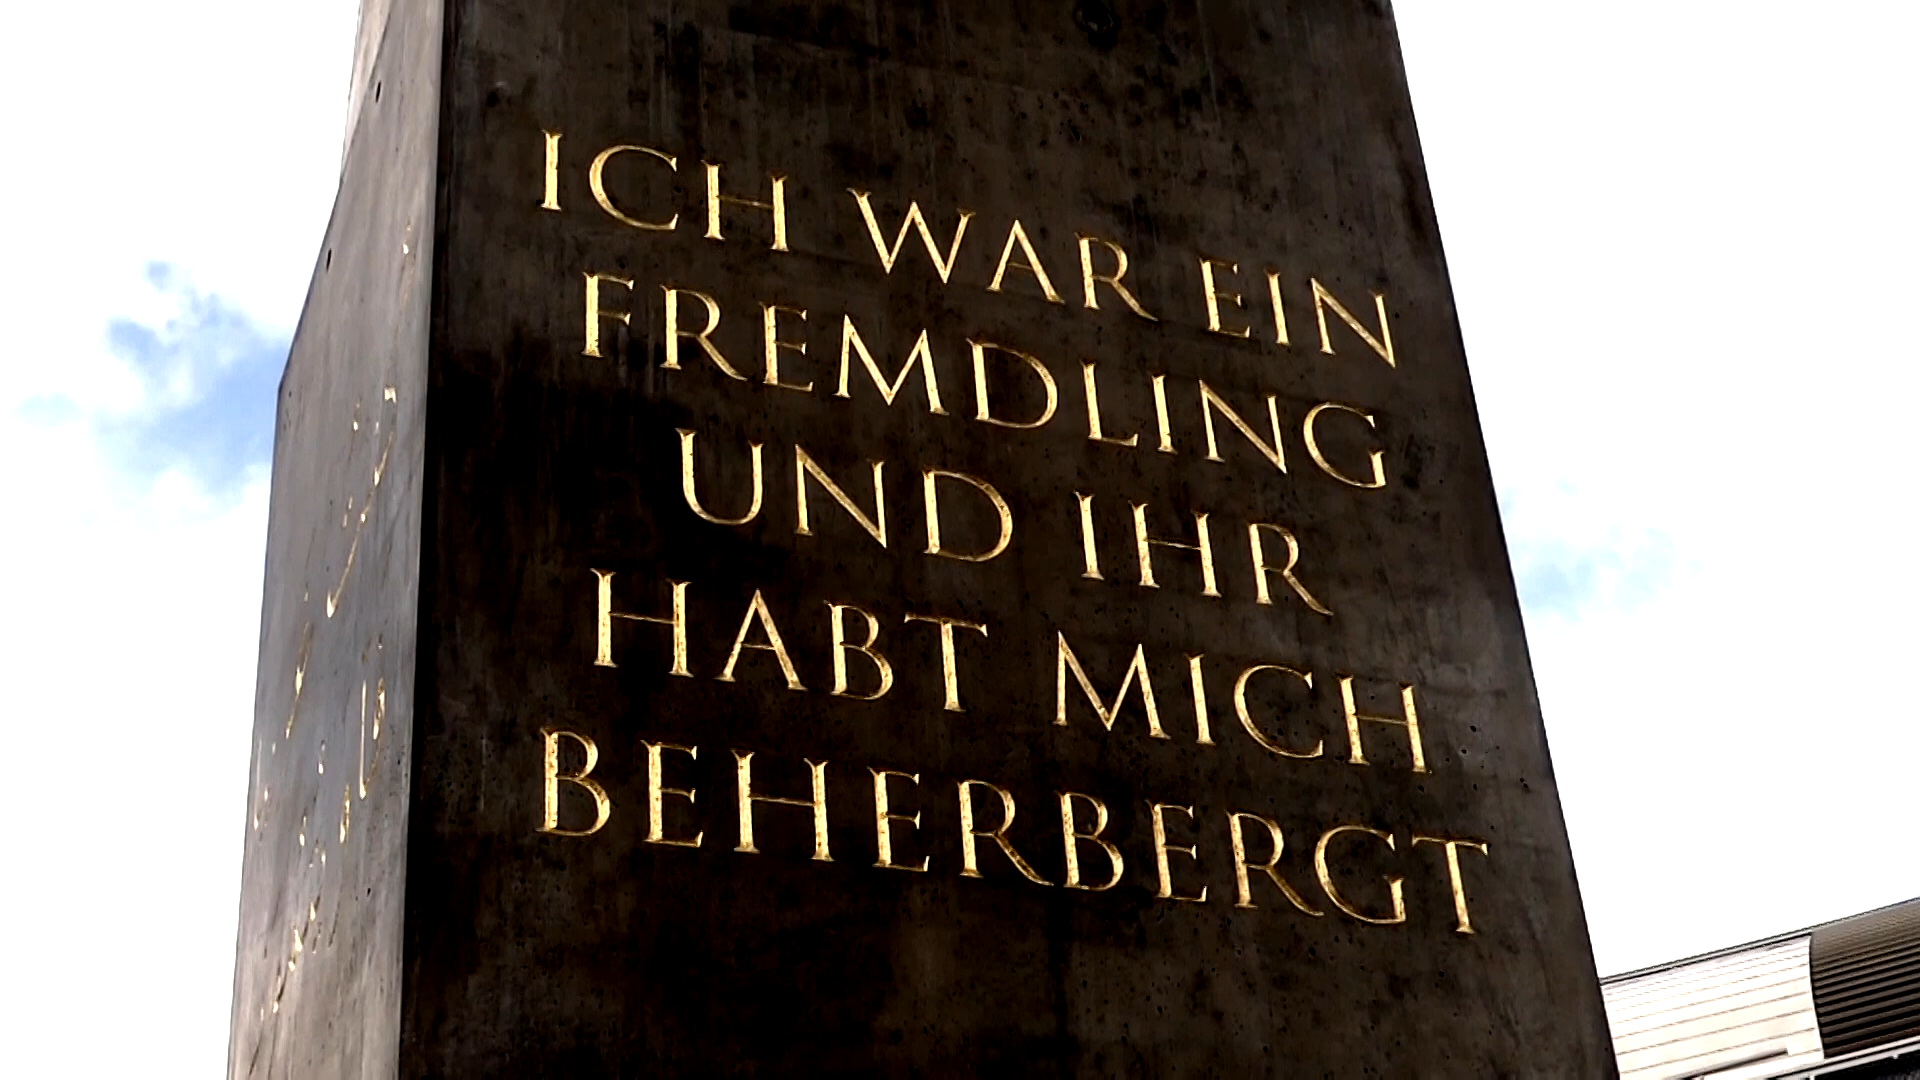 ICH WAR EIN
FREMDLING
UND IHR
HABT MICH
BEHERBERGT